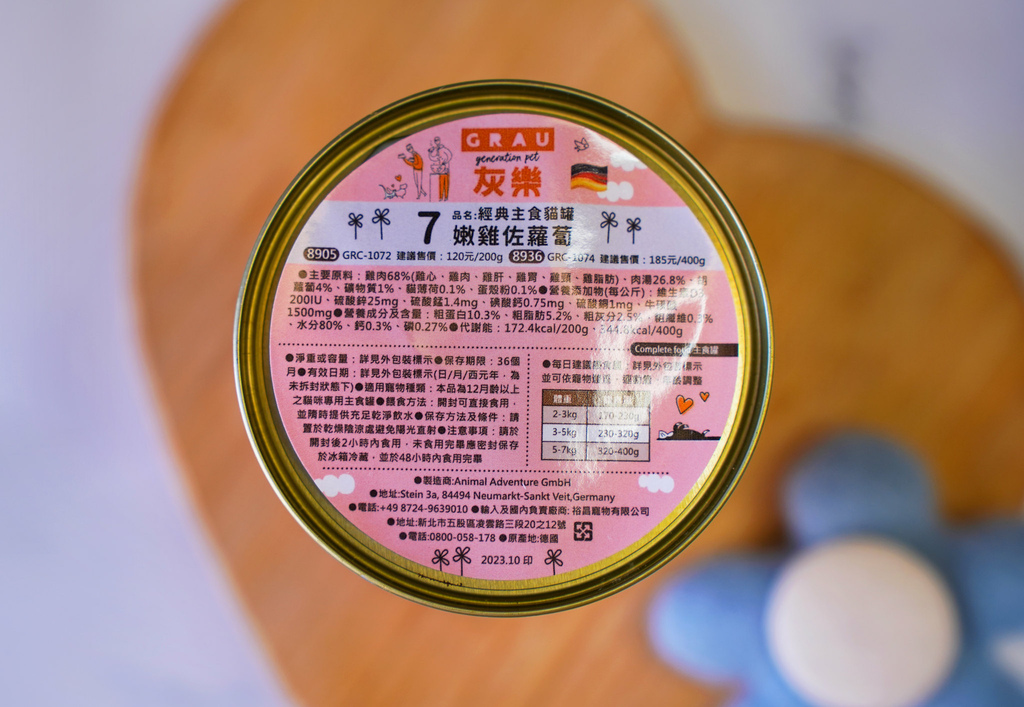 GRAU
generation pet
灰樂
7 品名:經典主食貓罐
嫩雞佐蘿蔔
8905 GRC-1072 建議售價:120元/200g 8936 GRC-1074 建議售價:185元/400g
●主要原料:雞肉68%(雞心、雞肉、雞肝、雞胃、雞頸、雞脂肪)、肉湯26.8%、
蘿蔔4%、礦物質1%、貓薄荷0.1%、蛋殼粉0.1%●營養添加物(每公斤):維生素
200IU、硫酸鋅25mg、硫酸錳1.4mg、碘酸鈣0.75mg、硫酸銅1mg、牛磺酸
1500mg●營養成分及含量:粗蛋白10.3%、粗脂肪5.2%、粗灰分2.5%、粗纖維0.3%
、水分80%、鈣0.3%、磷0.27%●代謝能:172.4kcal/200g、344.8kcal/400g
Complete food 主食罐
●淨重或容量:詳見外包裝標示●保存期限:36個
月●有效日期:詳見外包裝標示(日/月/西元年,為
未拆封狀態下)●適用寵物種類:本品為12月齡以上
之貓咪專用主食罐●餵食方法:開封可直接食用,
並隨時提供充足乾淨飲水●保存方法及條件:請
置於乾燥陰涼處避免陽光直射●注意事項:請於
開封後2小時內食用,未食用完畢應密封保存
於冰箱冷藏,並於48小時內食用完畢
●每日建議餵食量:詳見外包裝標示
並可依寵物種類、運動量、年齡調整
體重
2-3kg 170-230g
3-5kg 230-320g
5-7kg 320-400g
●製造商:Animal Adventure GmbH
●地址:Stein 3a, 84494 Neumarkt-Sankt Veit,Germany
●電話:+49 8724-9639010 ●輸入及國內負責廠商:裕昌寵物有限公司
●地址:新北市五股區凌雲路三段20之12號
●電話:0800-058-178 ●原產地:德國
2023.10 印